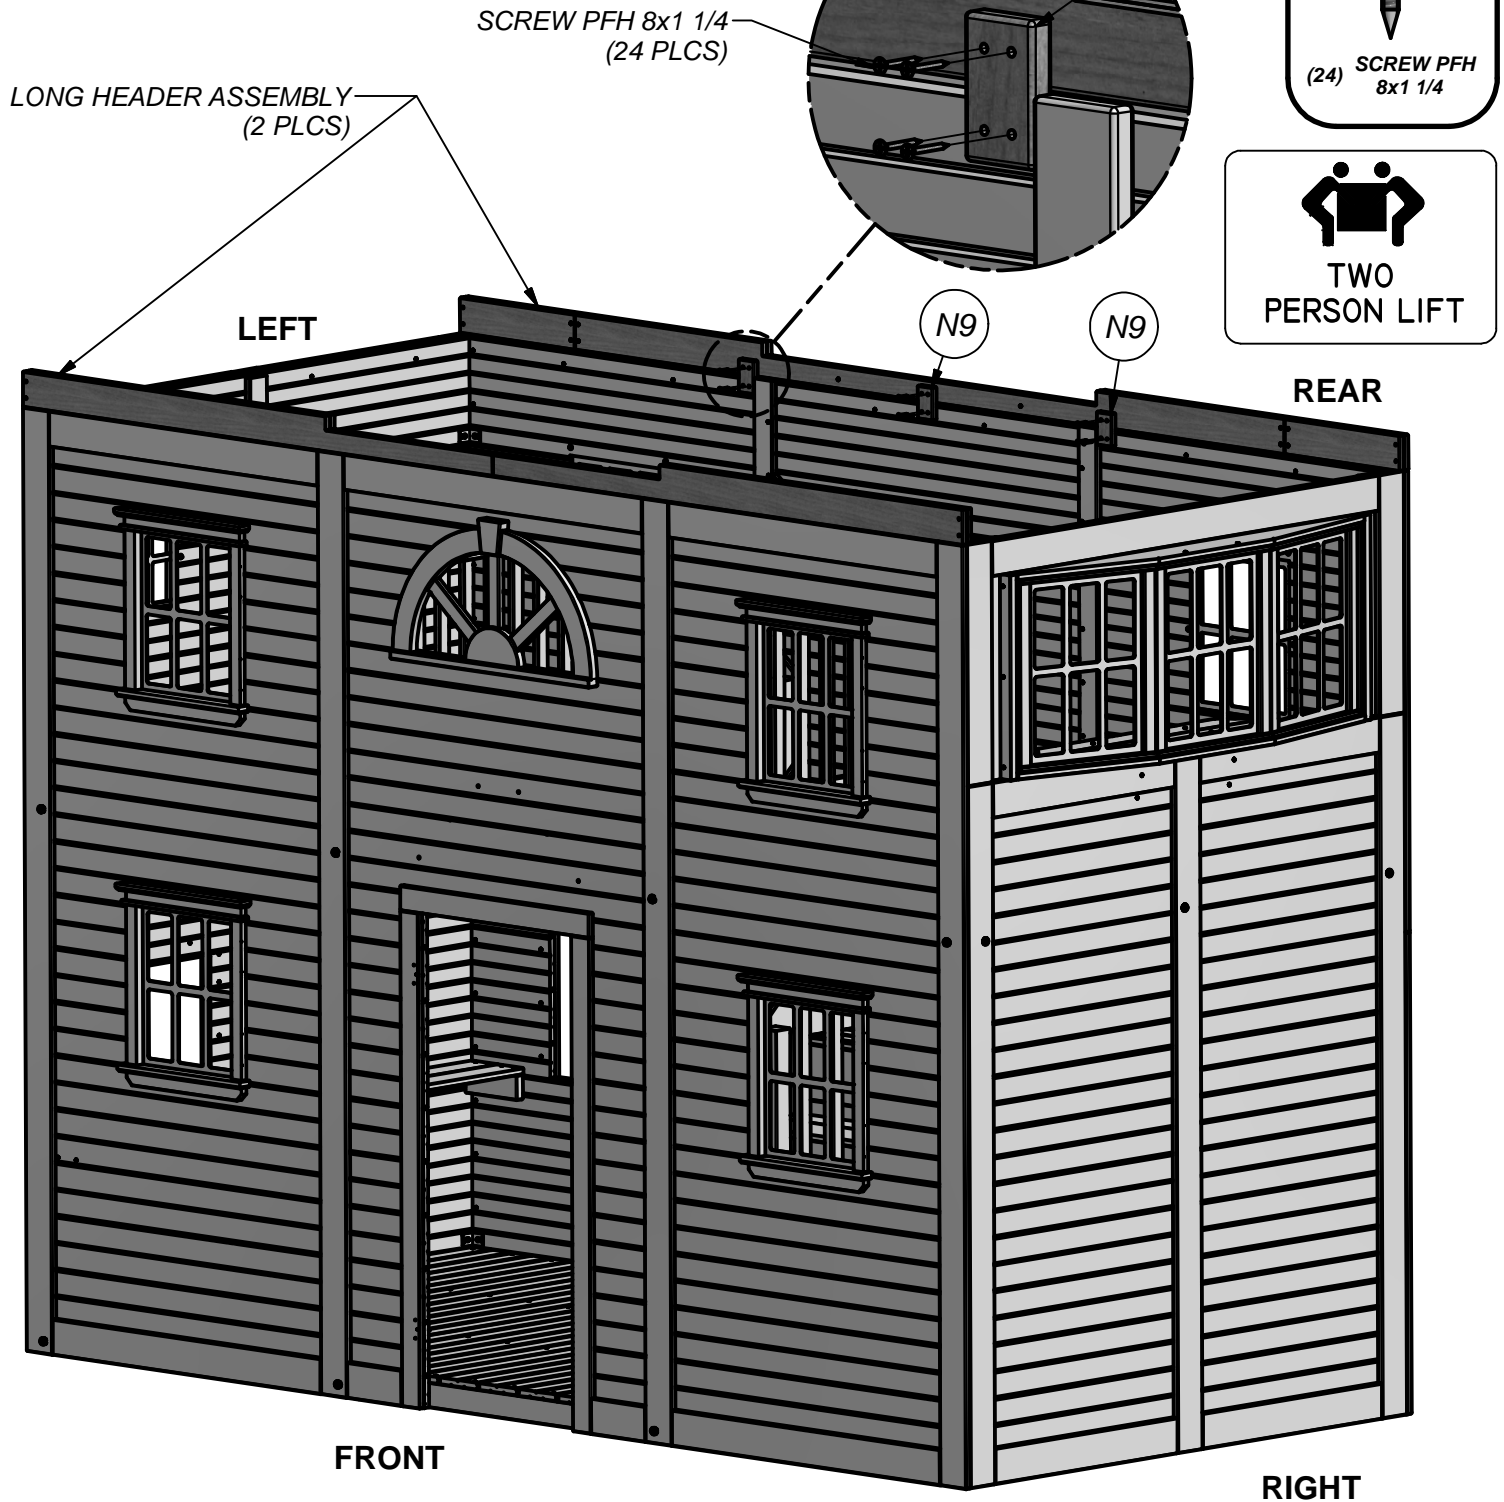 SCREW PFH 8x1 1/4
(24 PLCS)
(24) SCREW PFH
8x1 1/4
LONG HEADER ASSEMBLY
(2 PLCS)
TWO
PERSON LIFT
LEFT
N9
N9
REAR
FRONT
RIGHT